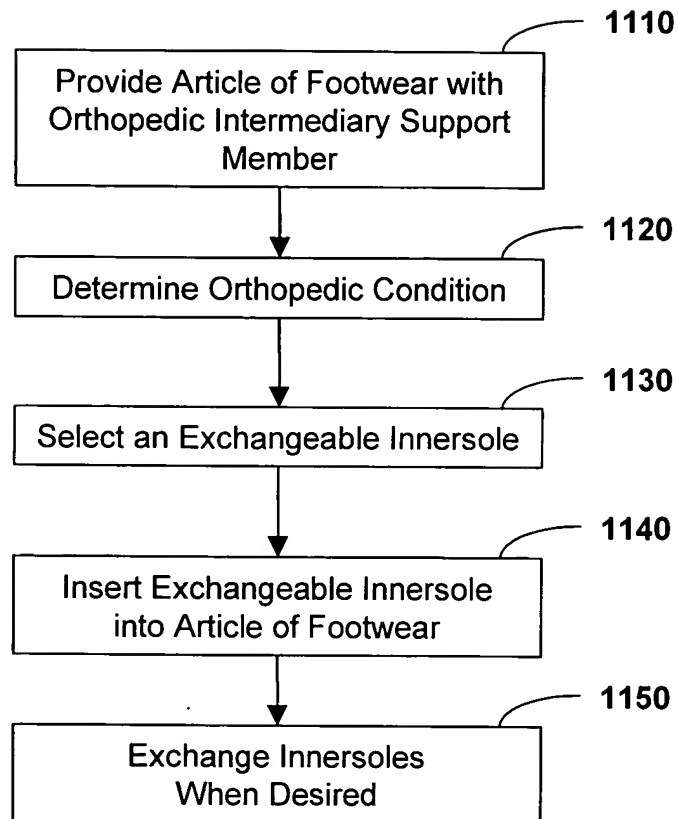 1110
Provide Article of Footwear with
Orthopedic Intermediary Support
Member
1120
Determine Orthopedic Condition
1130
Select an Exchangeable Innersole
1140
Insert Exchangeable Innersole
into Article of Footwear
1150
Exchange Innersoles
When Desired